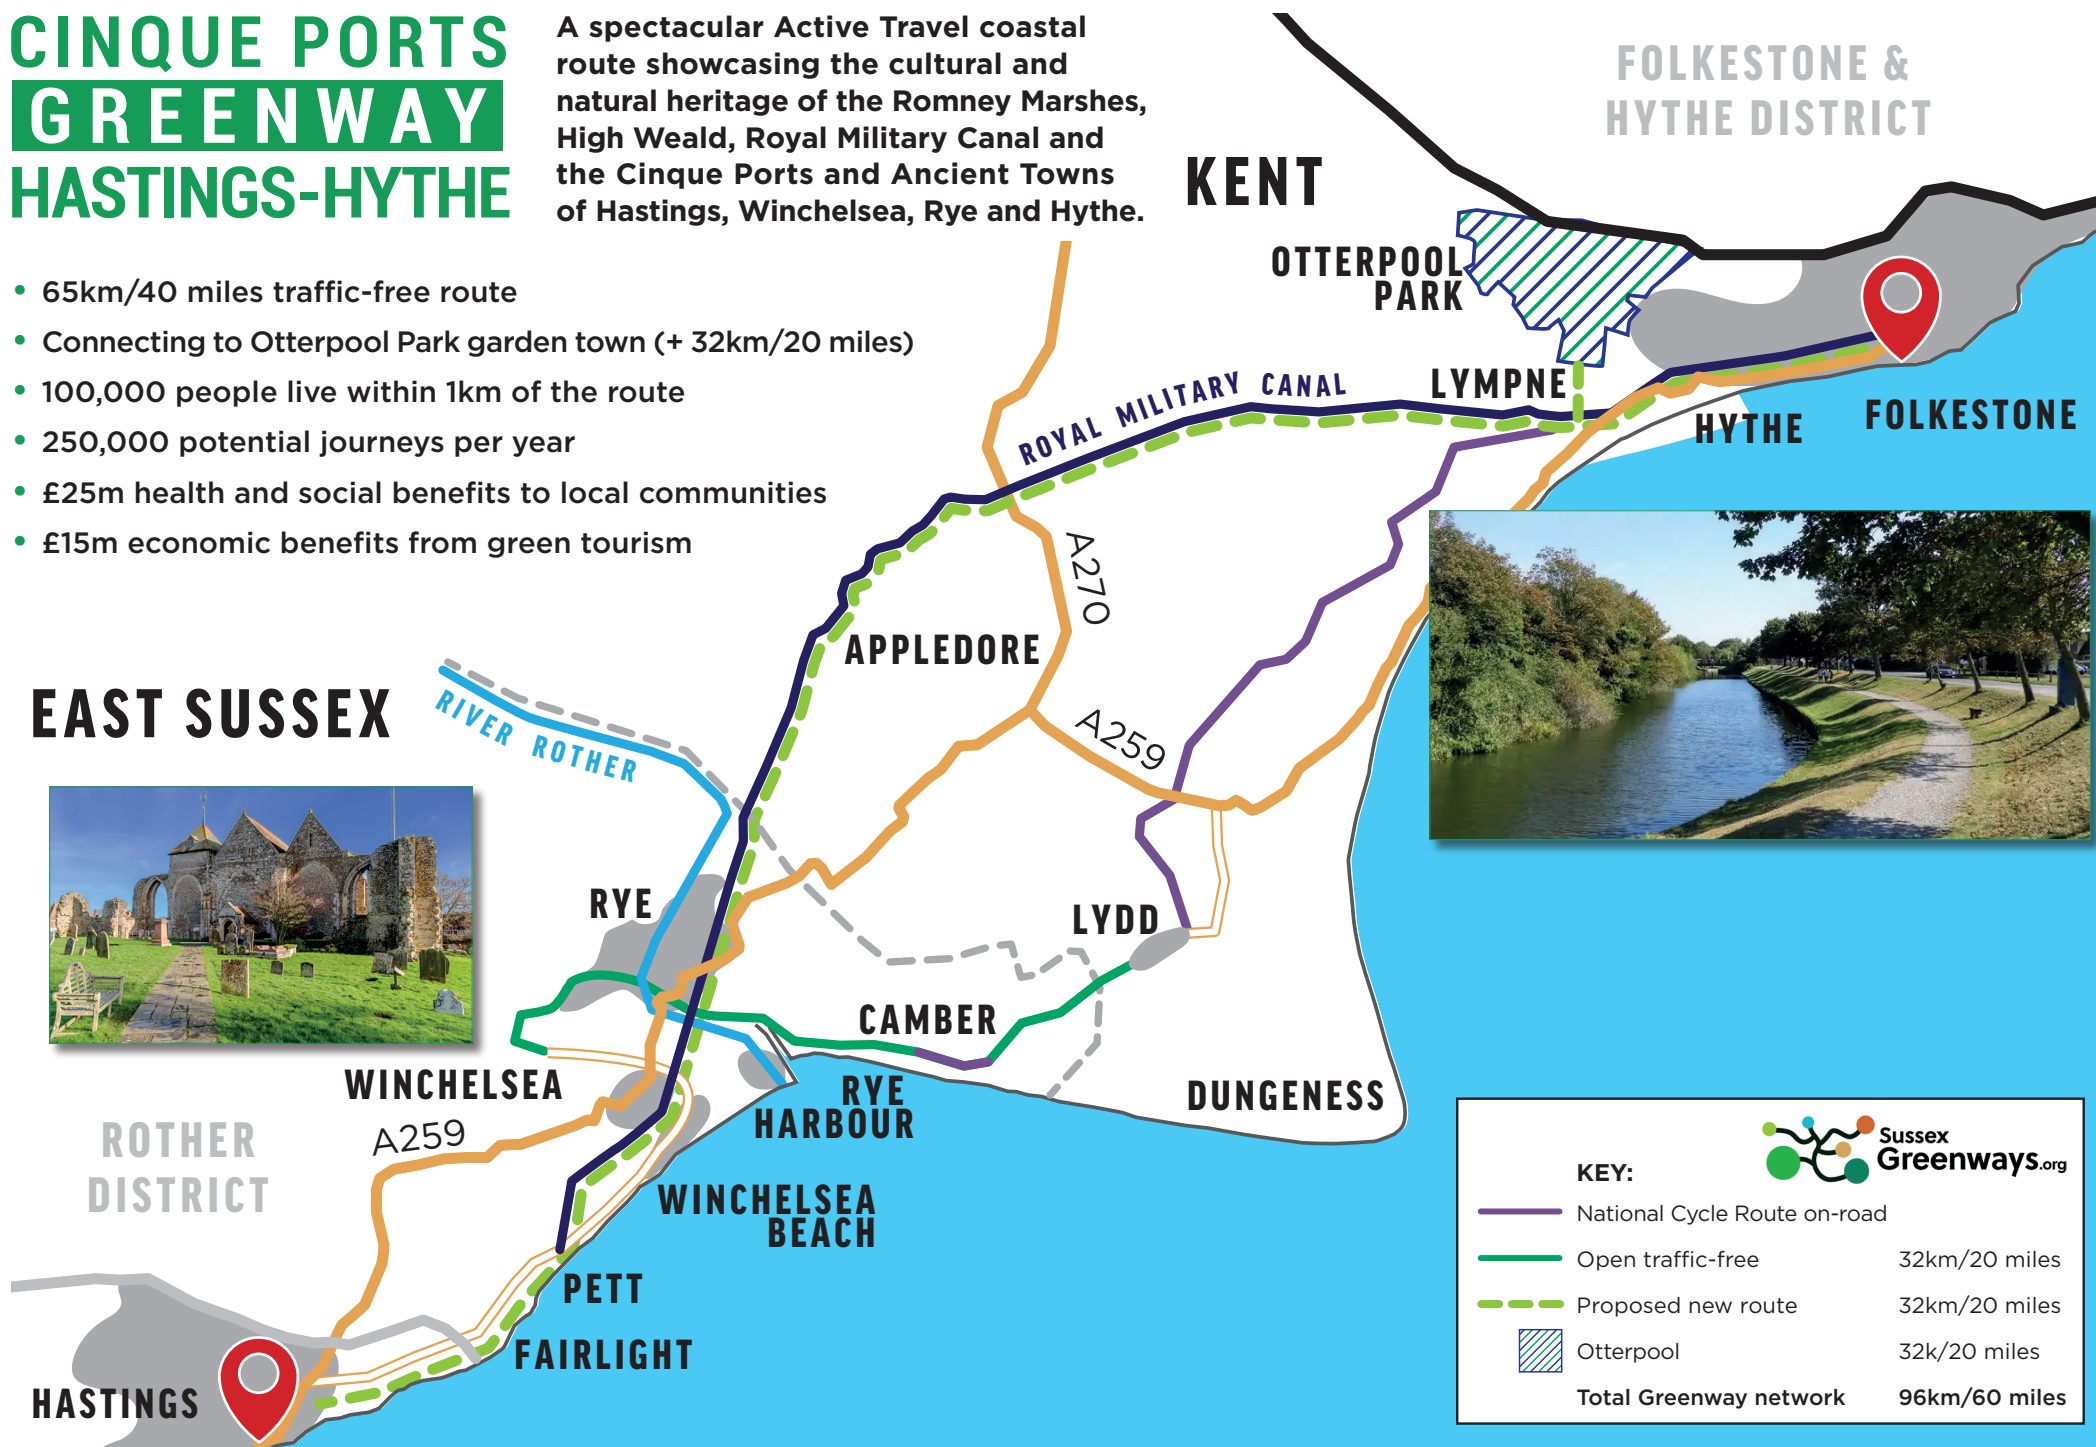 CINQUE PORTS
GREENWAY
HASTINGS-HYTHE
A spectacular Active Travel coastal
route showcasing the cultural and
natural heritage of the Romney Marshes,
High Weald, Royal Military Canal and
the Cinque Ports and Ancient Towns
of Hastings, Winchelsea, Rye and Hythe.
• 65km/40 miles traffic-free route
• Connecting to Otterpool Park garden town (+ 32km/20 miles)
• 100,000 people live within 1km of the route
• 250,000 potential journeys per year
• £25m health and social benefits to local communities
• £15m economic benefits from green tourism
FOLKESTONE &
HYTHE DISTRICT
KENT
OTTERPOOL
PARK
LYMPNE
ROYAL MILITARY CANAL
HYTHE
FOLKESTONE
A270
APPLEDORE
EAST SUSSEX
RIVER ROTHER
A259
RYE
LYDD
CAMBER
WINCHELSEA
RYE
HARBOUR
DUNGENESS
A259
ROTHER
DISTRICT
WINCHELSEA
BEACH
PETT
FAIRLIGHT
HASTINGS
Sussex
Greenways.org
KEY:
National Cycle Route on-road
Open traffic-free 32km/20 miles
Proposed new route 32km/20 miles
Otterpool 32k/20 miles
Total Greenway network 96km/60 miles